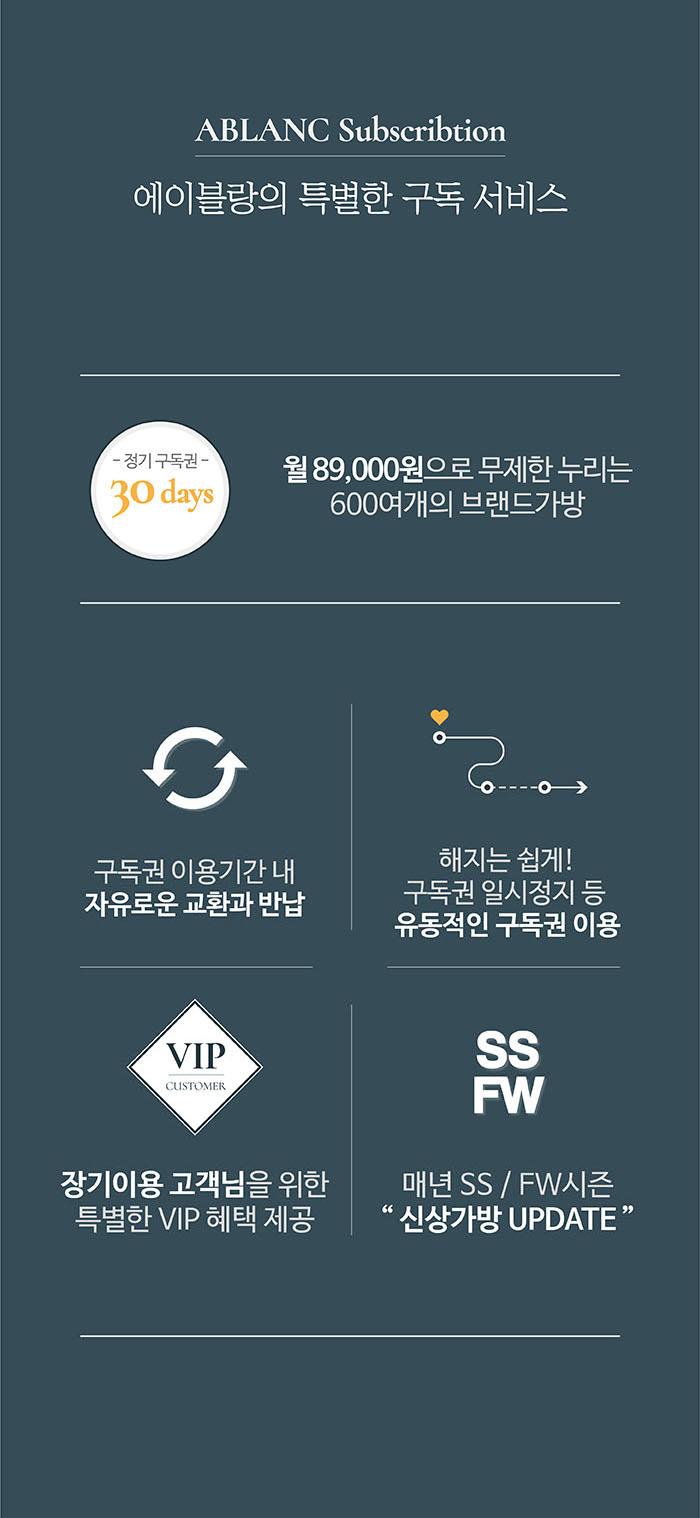 ABLANC Subscribtion
에이블랑의 특별한 구독 서비스
- 정기 구독권 -
30 days
월 89,000원으로 무제한 누리는
600여개의 브랜드가방
구독권 이용기간 내
자유로운 교환과 반납
해지는 쉽게!
구독권 일시정지 등
유동적인 구독권 이용
VIP
CUSTOMER
장기이용 고객님을 위한
특별한 VIP 혜택 제공
SS
FW
매년 SS / FW시즌
“ 신상가방 UPDATE ”